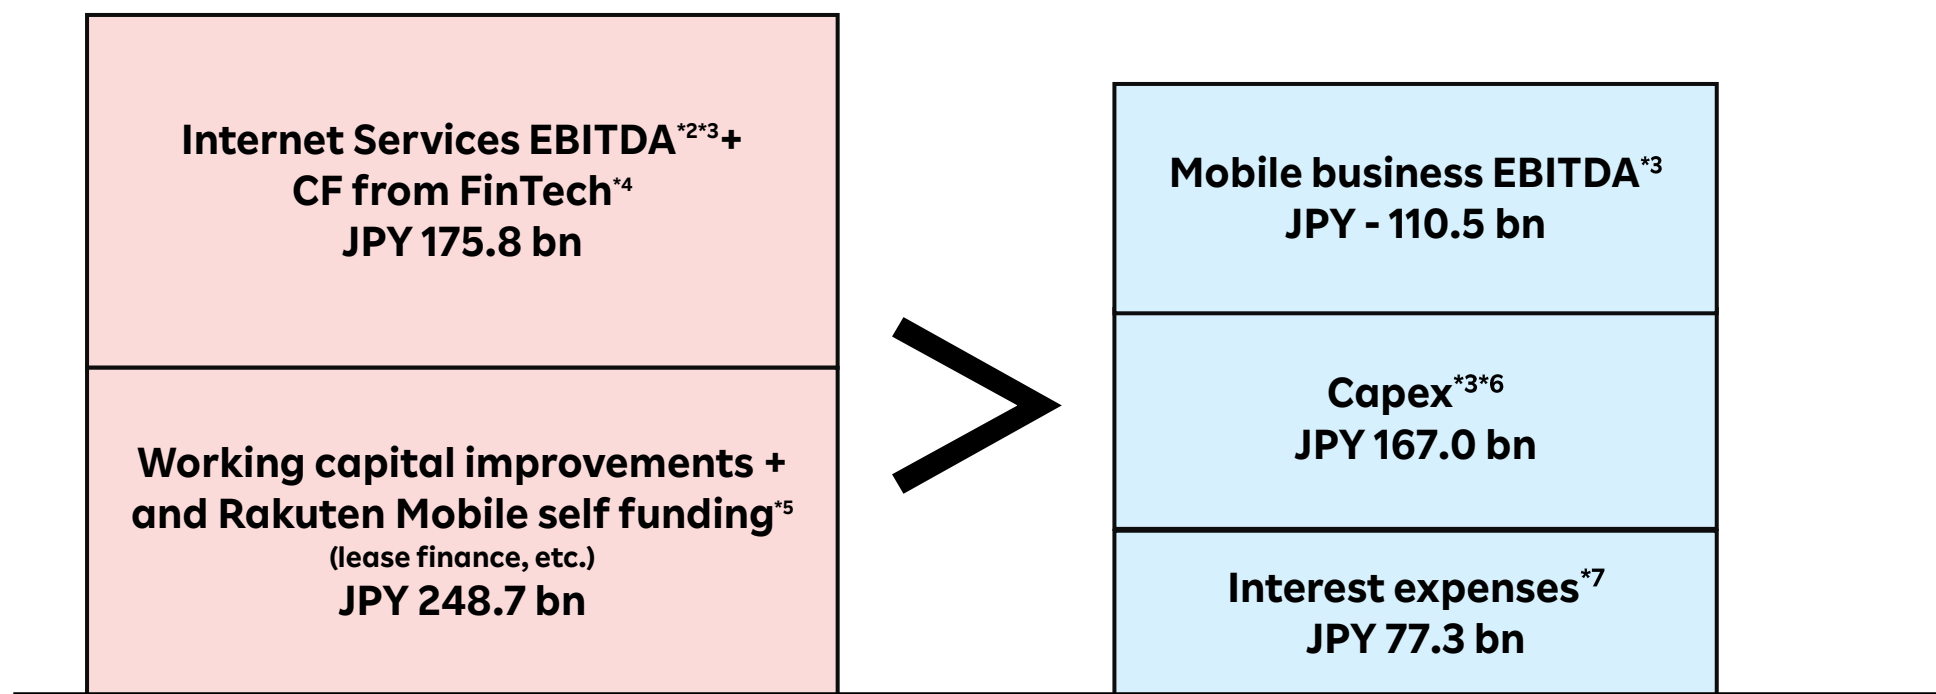 Internet Services EBITDA*2*3+
CF from FinTech*4
JPY 175.8 bn
Working capital improvements +
and Rakuten Mobile self funding*5
(lease finance, etc.)
JPY 248.7 bn
>
Mobile business EBITDA*3
JPY - 110.5 bn
Capex*3*6
JPY 167.0 bn
Interest expenses*7
JPY 77.3 bn